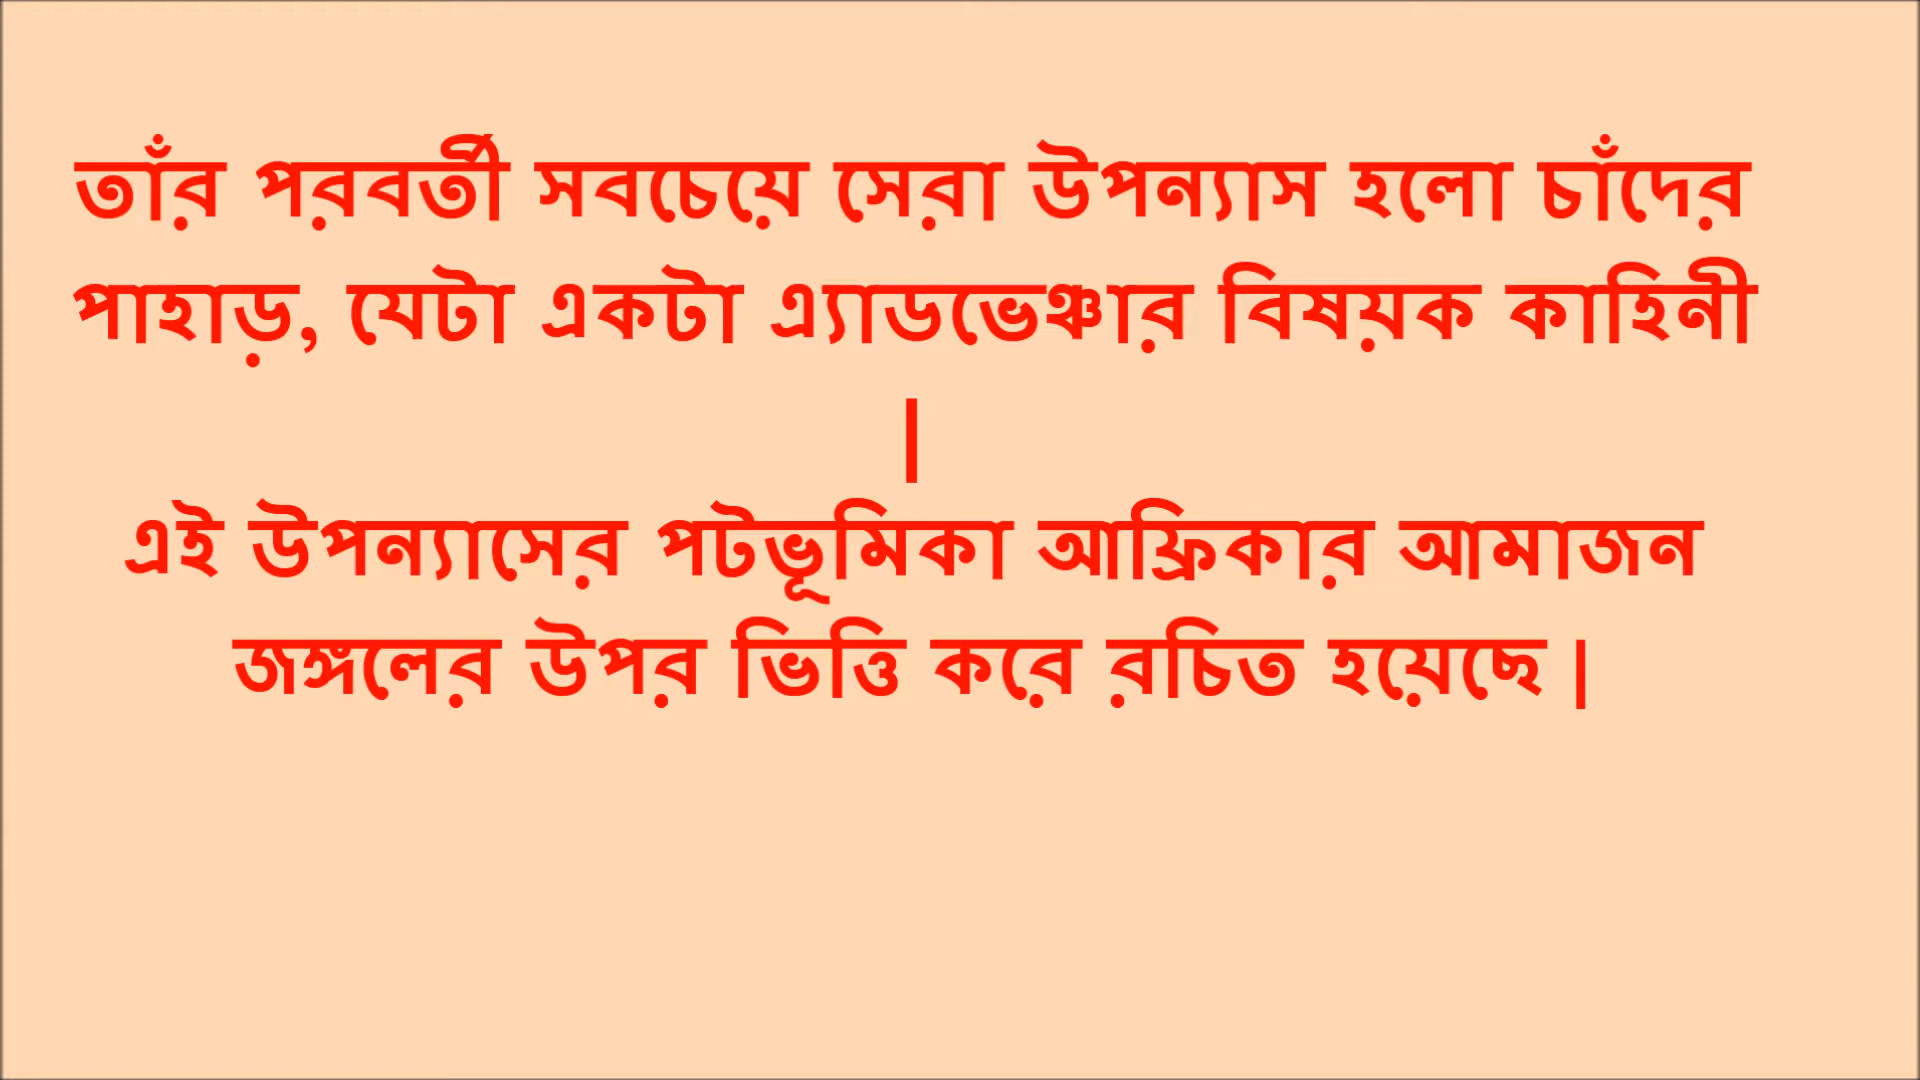 তাঁর পরবর্তী সবচেয়ে সেরা উপন্যাস হলো চাঁদের
পাহাড়, যেটা একটা এ্যাডভেঞ্চার বিষয়ক কাহিনী
|
এই উপন্যাসের পটভূমিকা আফ্রিকার আমাজন
জঙ্গলের উপর ভিত্তি করে রচিত হয়েছে |